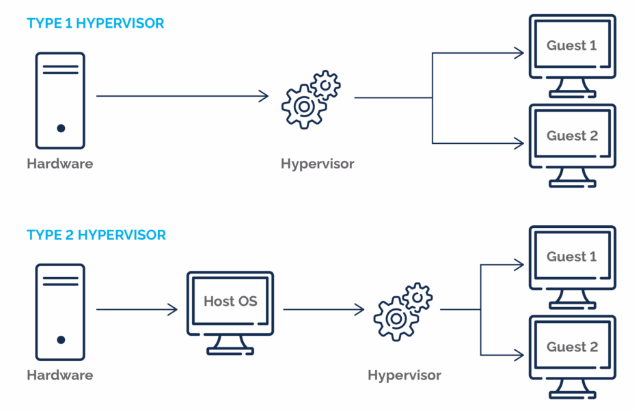 TYPE 1 HYPERVISOR
Guest 1
Guest 2
Hardware
Hypervisor
TYPE 2 HYPERVISOR
Guest 1
Host OS
Guest 2
Hardware
Hypervisor